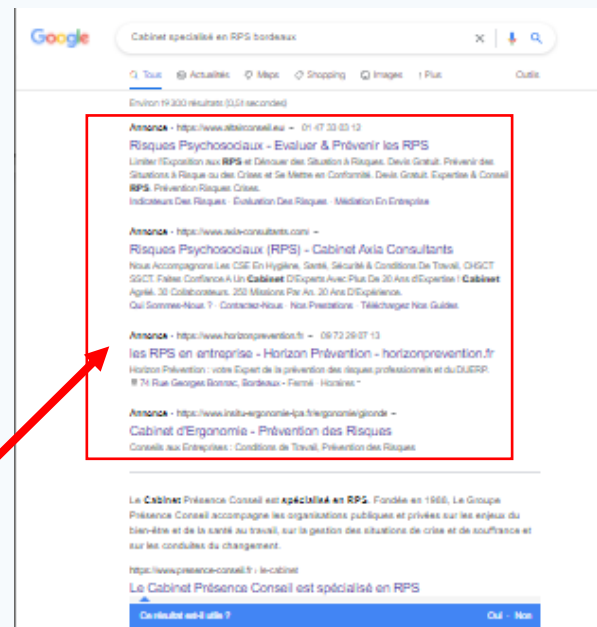 Google
Cabinet specialisé en RPS bordeaux
Tous Actualités Maps Shopping Images Plus Outils
Environ 19 300 résultats (0,51 secondes)
Annonce · https://www.altairconseil.eu 01 47 33 03 12
Risques Psychosociaux - Evaluer & Prévenir les RPS
Limiter l'Exposition aux RPS et Dénouer des Situation à Risques. Devis Gratuit. Prévenir des
Situations à Risque ou des Crises et Se Mettre en Conformité. Devis Gratuit. Expertise & Conseil
RPS. Prévention Risques Crises.
Indicateurs Des Risques · Evaluation Des Risques · Médiation En Entreprise
Annonce · https://www.axia-consultants.com/
Risques Psychosociaux (RPS) - Cabinet Axia Consultants
Nous Accompagnons Les CSE En Hygiène, Santé, Sécurité & Conditions De Travail, CHSCT
SSCT. Faites Confiance A Un Cabinet D'Experts Avec Plus De 20 Ans d'Expertise ! Cabinet
Agréé. 30 Collaborateurs. 250 Missions Par An. 20 Ans D'Expérience.
Qui Sommes-Nous ? · Contactez-Nous · Nos Prestations · Téléchargez Nos Guides.
Annonce · https://www.horizonprevention.fr 09 72 29 07 13
les RPS en entreprise - Horizon Prévention - horizonprevention.fr
Horizon Prévention : votre Expert de la prévention des risques professionnels et du DUERP.
74 Rue Georges Bonnac, Bordeaux - Fermé · Horaires
Annonce · https://www.insitu-ergonomie-ipa.fr/ergonomie/gironde
Cabinet d'Ergonomie - Prévention des Risques
Conseils aux Entreprises : Conditions de Travail, Prévention des Risques
Le Cabinet Présence Conseil est spécialisé en RPS. Fondée en 1988, Le Groupe
Présence Conseil accompagne les organisations publiques et privées sur les enjeux du
bien-être et de la santé au travail, sur la gestion des situations de crise et de souffrance et
sur les conduites du changement.
https://www.presence-conseil.fr › le-cabinet
Le Cabinet Présence Conseil est spécialisé en RPS
Ce résultat est-il utile ? Oui Non